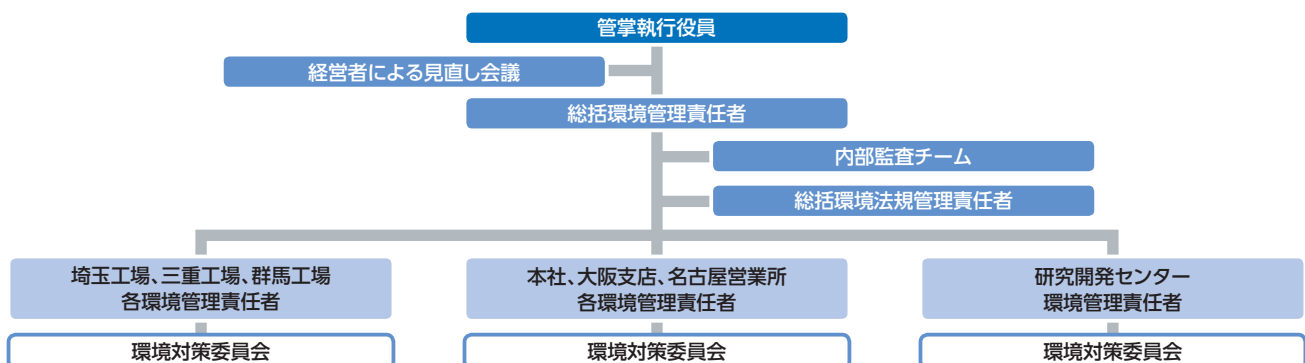 管掌執行役員
経営者による見直し会議
総括環境管理責任者
内部監査チーム
総括環境法規管理責任者
埼玉工場、三重工場、群馬工場
各環境管理責任者
本社、大阪支店、名古屋営業所
各環境管理責任者
研究開発センター
環境管理責任者
環境対策委員会
環境対策委員会
環境対策委員会